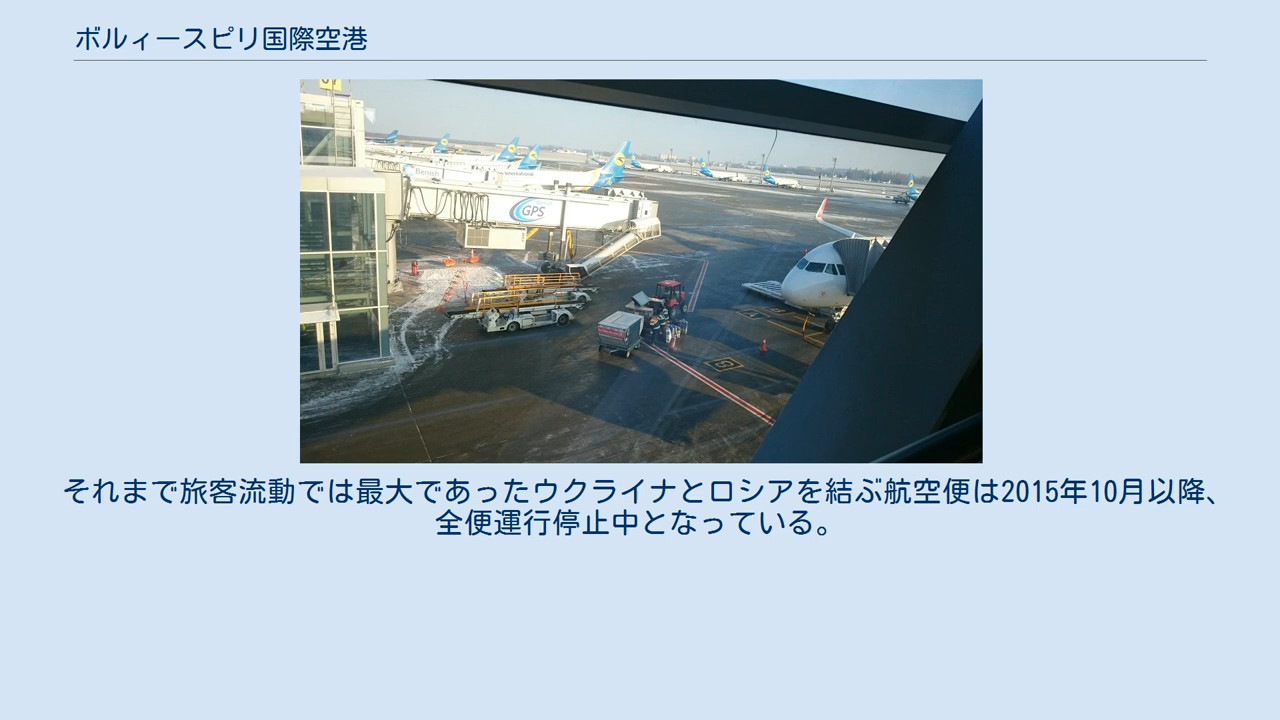 ボルィースピリ国際空港
Benish
International
GPS
それまで旅客流動では最大であったウクライナとロシアを結ぶ航空便は2015年10月以降、
全便運行停止中となっている。